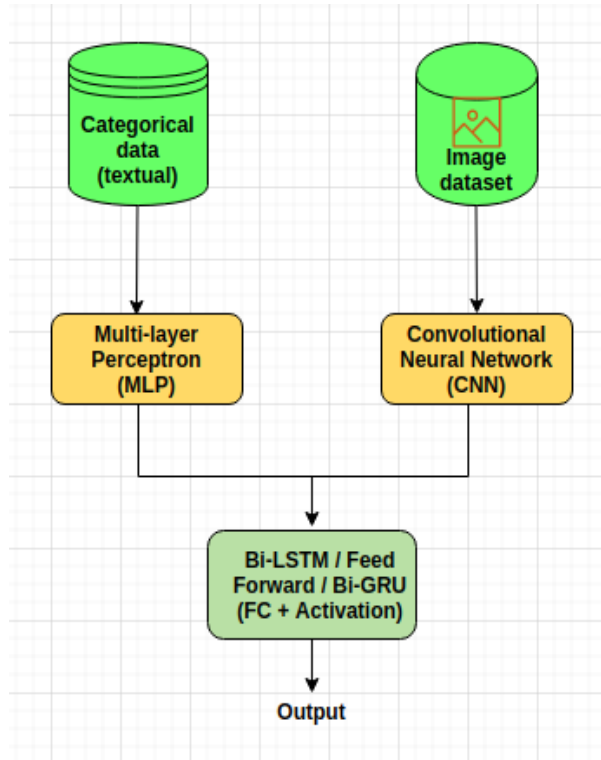 Categorical
data
(textual)
Image
dataset
Multi-layer
Perceptron
(MLP)
Convolutional
Neural Network
(CNN)
Bi-LSTM / Feed
Forward / Bi-GRU
(FC + Activation)
Output